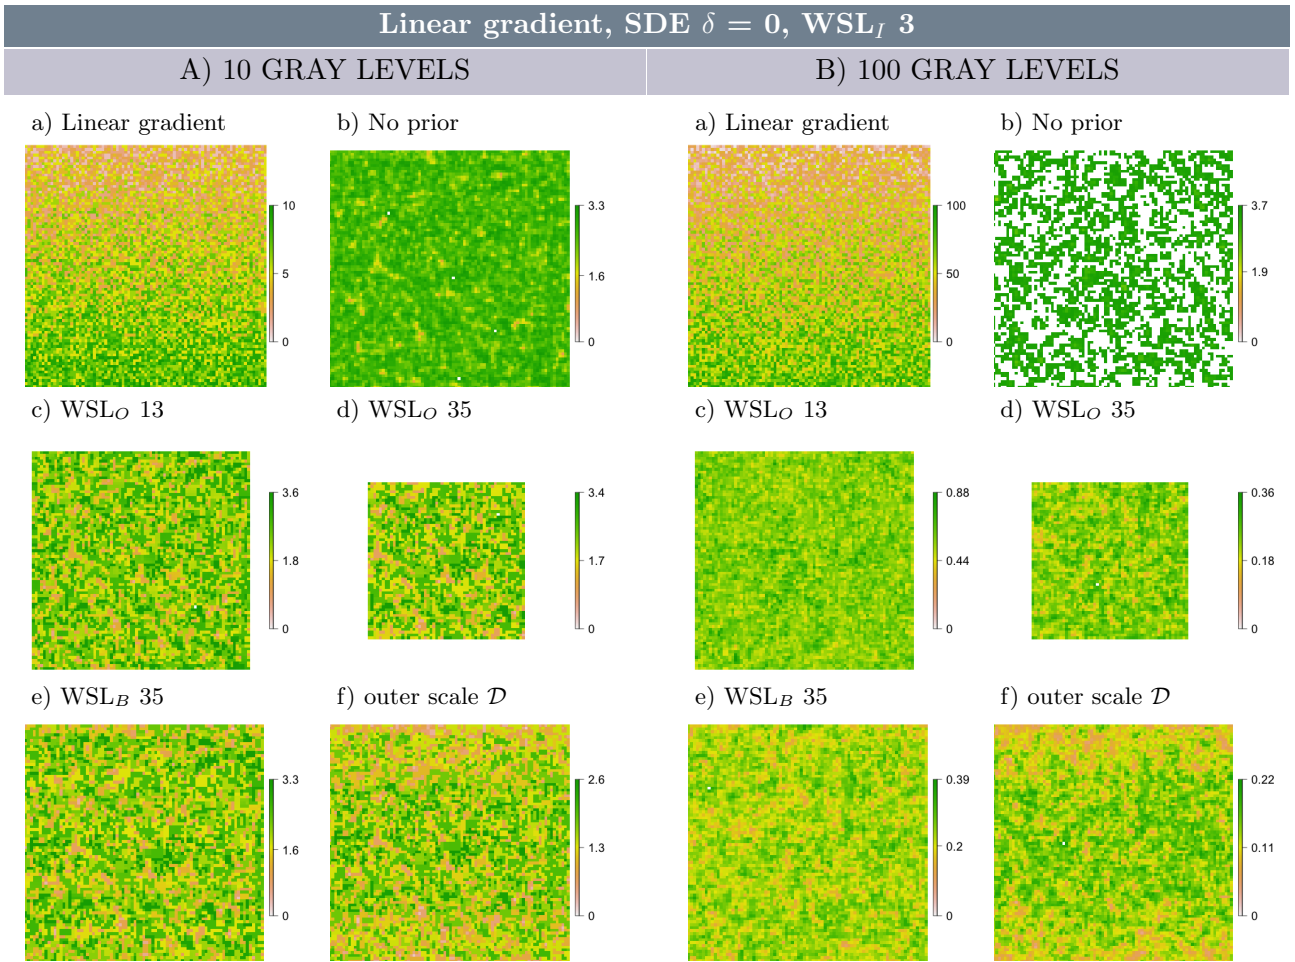 Linear gradient, SDE δ = 0, WSL_I 3
A) 10 GRAY LEVELS
B) 100 GRAY LEVELS
a) Linear gradient
b) No prior
a) Linear gradient
b) No prior
10
5
0
3.3
1.6
0
100
50
0
3.7
1.9
0
c) WSL_O 13
d) WSL_O 35
c) WSL_O 13
d) WSL_O 35
3.6
1.8
0
3.4
1.7
0
0.88
0.44
0
0.36
0.18
0
e) WSL_B 35
f) outer scale 𝒟
e) WSL_B 35
f) outer scale 𝒟
3.3
1.6
0
2.6
1.3
0
0.39
0.2
0
0.22
0.11
0